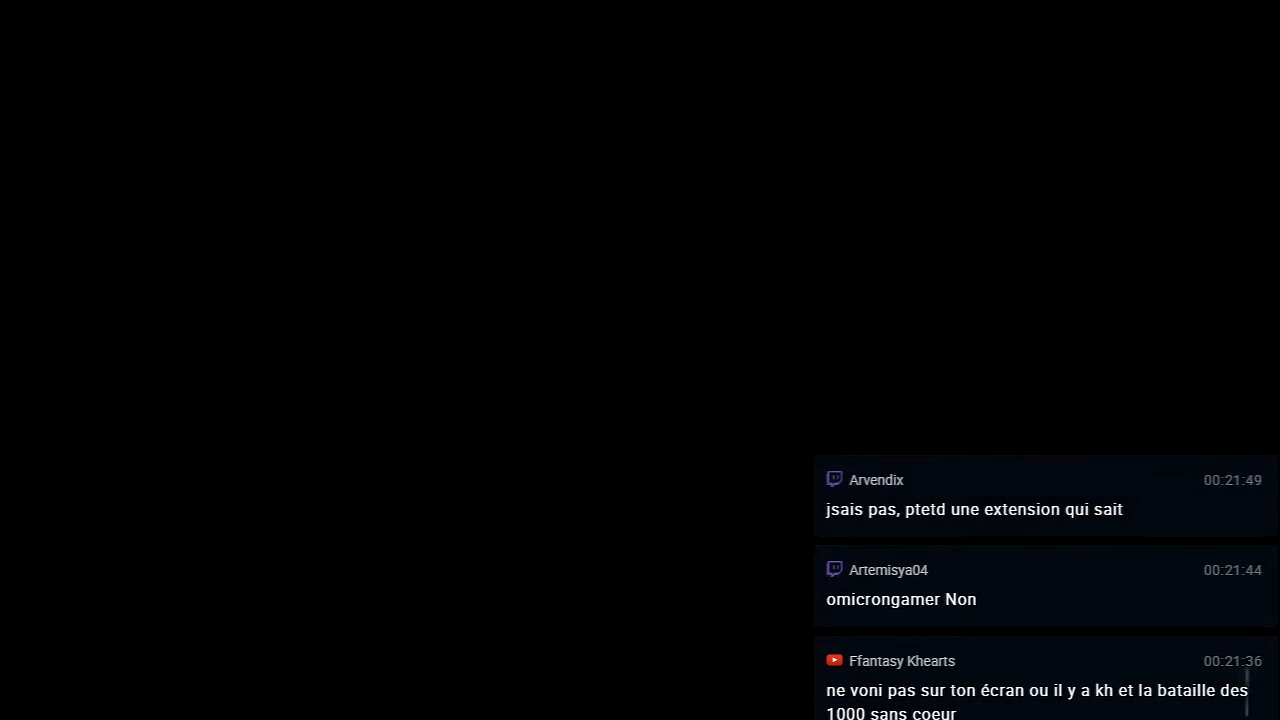 Arvendix 00:21:49
jsais pas, ptetd une extension qui sait
Artemisya04 00:21:44
omicrongamer Non
Ffantasy Khearts 00:21:36
ne voni pas sur ton écran ou il y a kh et la bataille des
1000 sans coeur